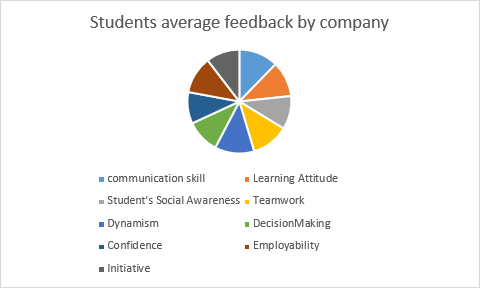 Students average feedback by company
communication skill
Learning Attitude
Student's Social Awareness
Teamwork
Dynamism
DecisionMaking
Confidence
Employability
Initiative